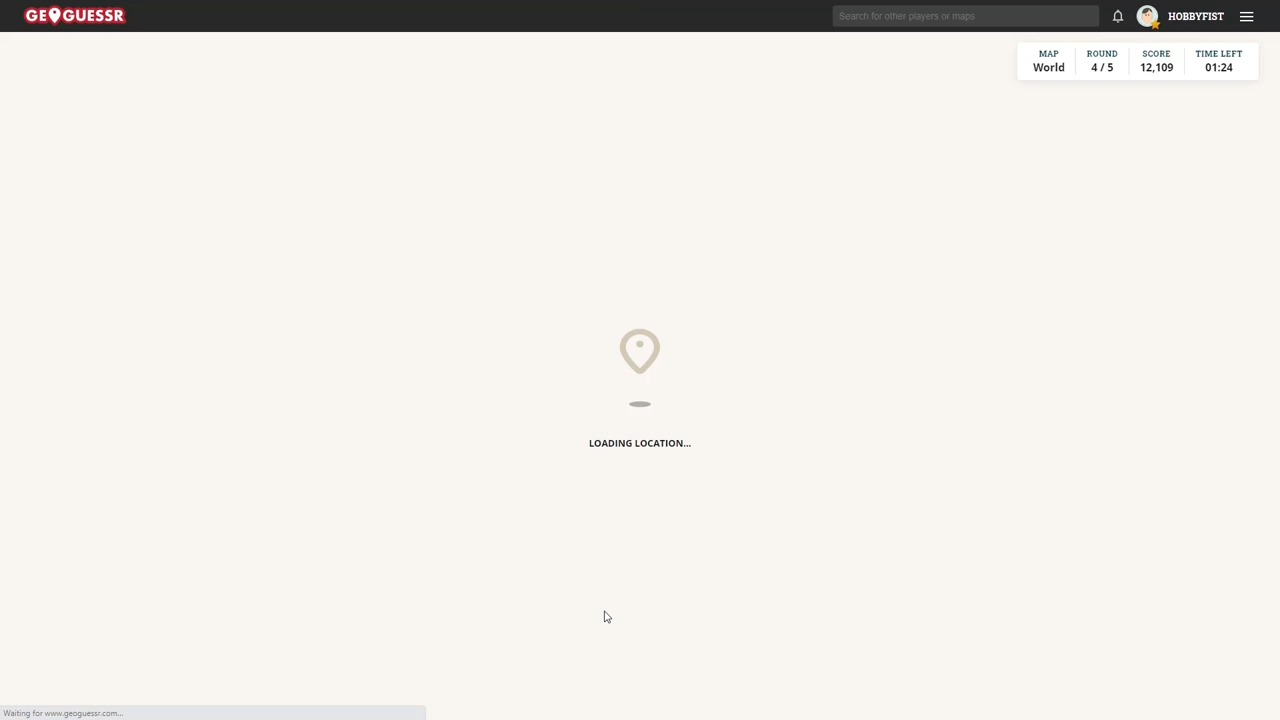 GEOGUESSR
Search for other players or maps
HOBBYFIST
MAP ROUND SCORE TIME LEFT
World 4 / 5 12,109 01:24
LOADING LOCATION...
Waiting for www.geoguessr.com...